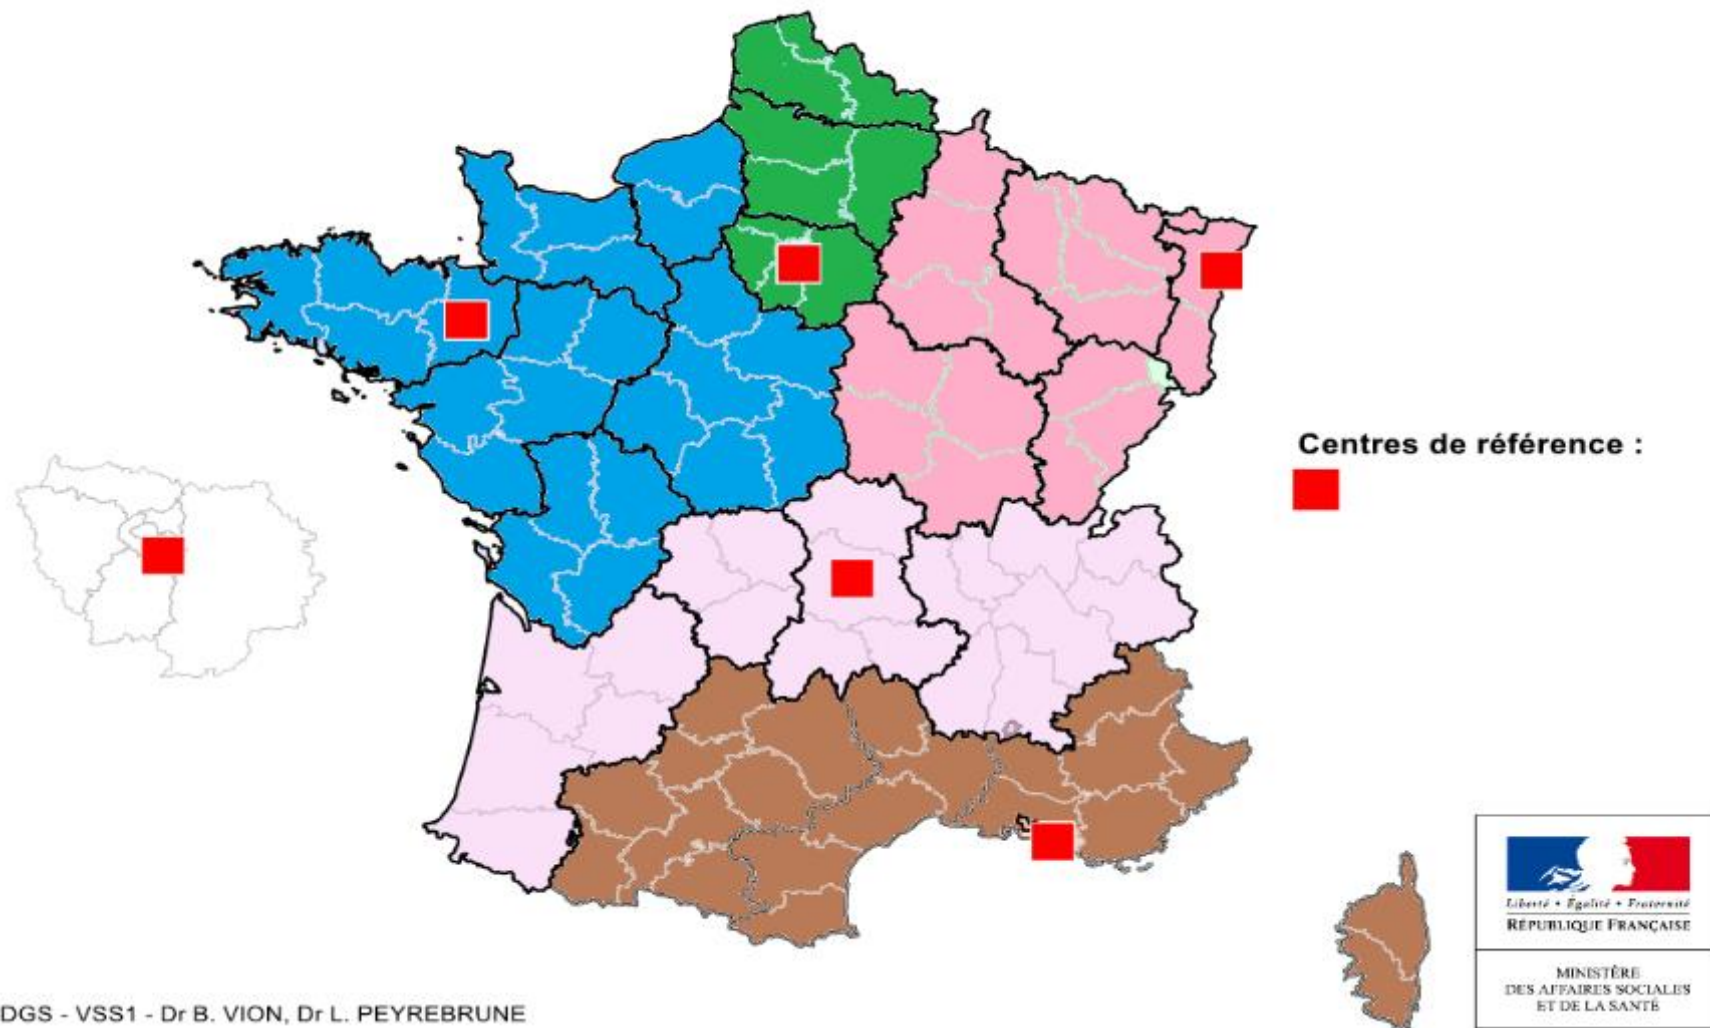 Centres de référence :
Liberté • Égalité • Fraternité
RÉPUBLIQUE FRANÇAISE
MINISTÈRE
DES AFFAIRES SOCIALES
ET DE LA SANTÉ
DGS - VSS1 - Dr B. VION, Dr L. PEYREBRUNE